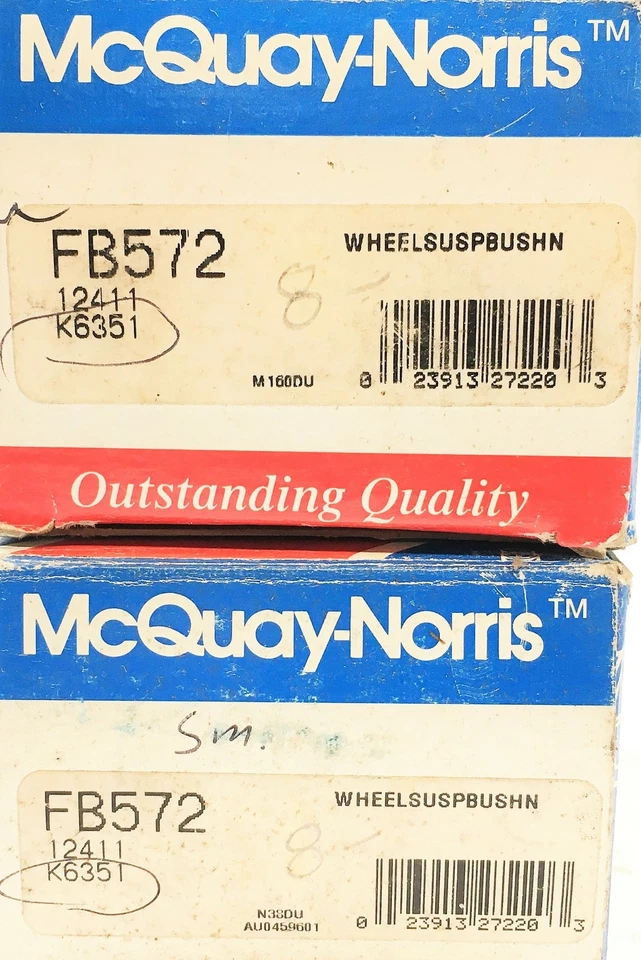 McQuay-Norris™
FB572
WHEELSUSPBUSHN
12411
K6351
8-
M160DU
0 23913 27220 3
Outstanding Quality
McQuay-Norris™
Sm.
FB572
WHEELSUSPBUSHN
12411
K6351
8-
N38DU
AU0459601
0 23913 27220 3